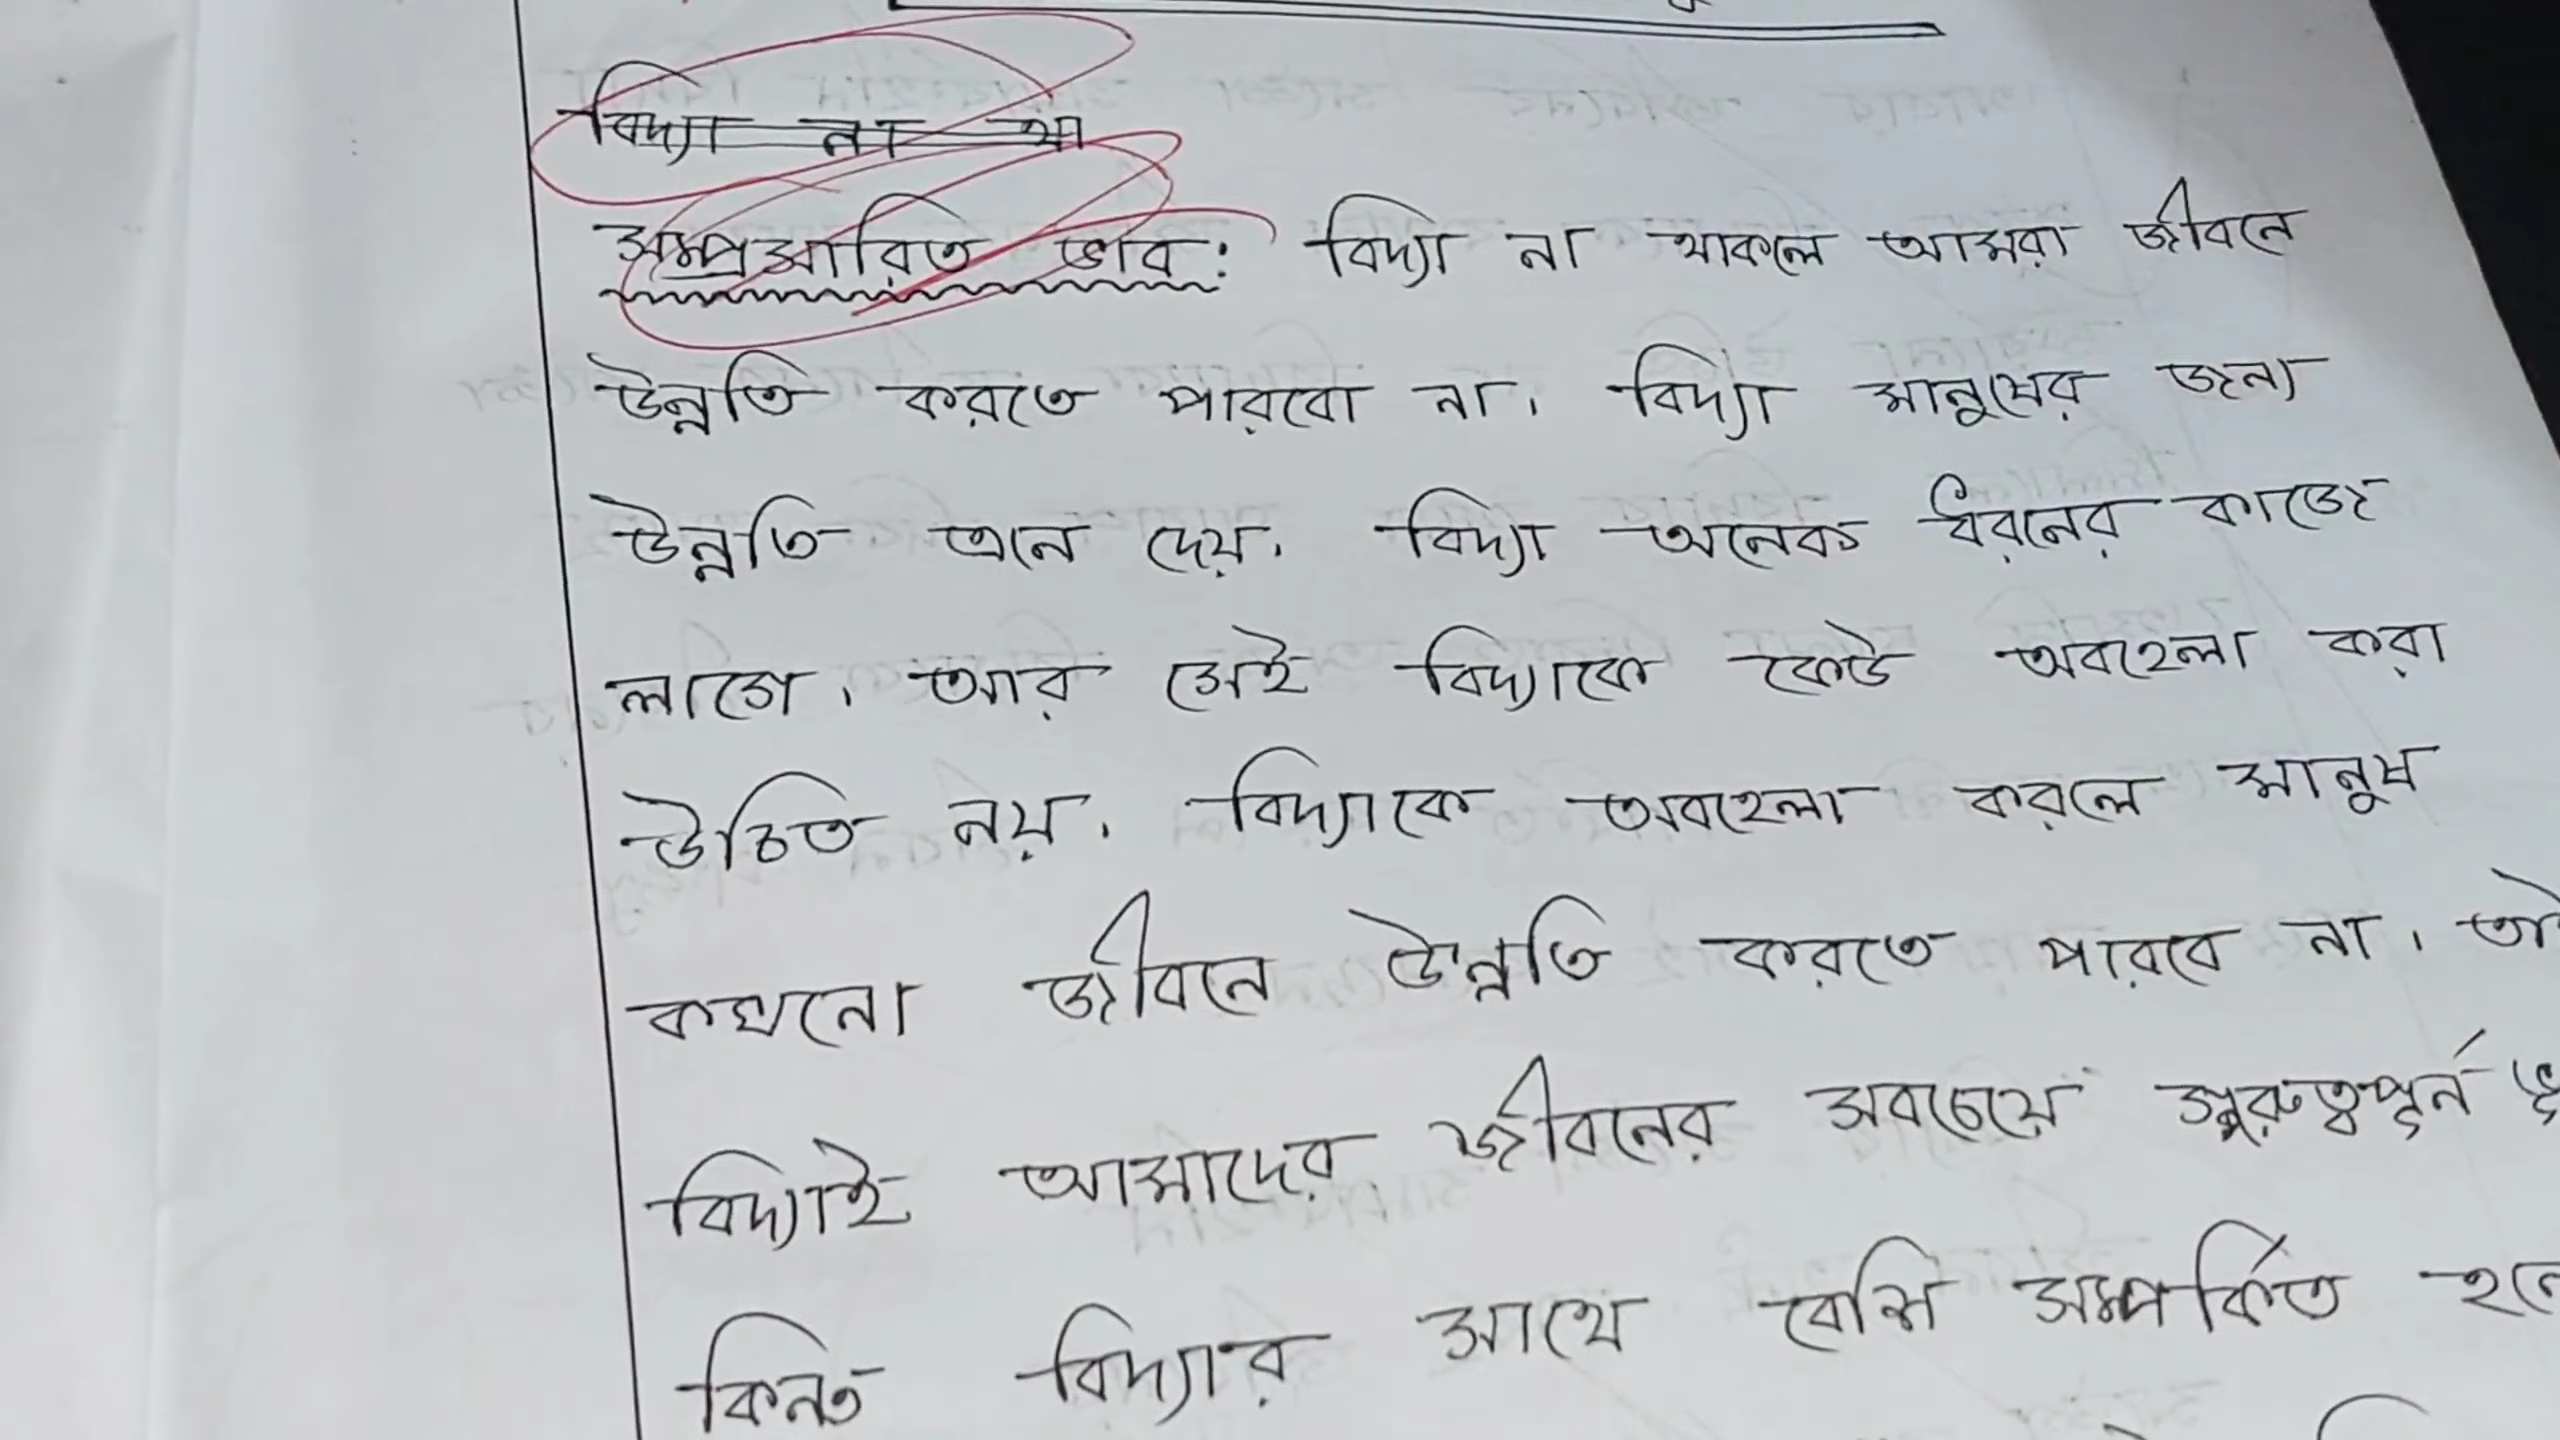 বিদ্যা না থা
সম্প্রসারিত ভাব: বিদ্যা না থাকলে আমরা জীবনে
উন্নতি করতে পারবো না। বিদ্যা মানুষের জন্য
উন্নতি এনে দেয়। বিদ্যা অনেক ধরনের কাজে
লাগে। আর সেই বিদ্যাকে কেউ অবহেলা করা
উচিত নয়। বিদ্যাকে অবহেলা করলে মানুষ
কখনো জীবনে উন্নতি করতে পারবে না।
বিদ্যাই আমাদের জীবনের সবচেয়ে গুরুত্বপূর্ন
কিন্তু বিদ্যার সাথে বেশি সম্পর্কিত